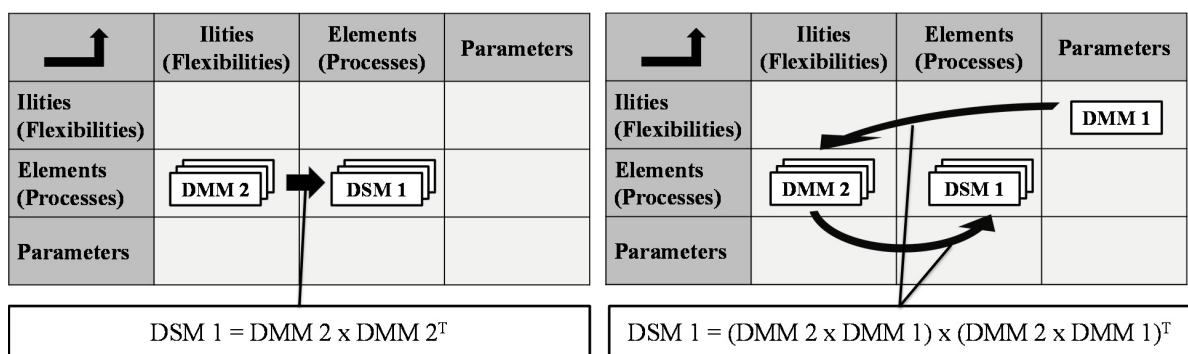 Ilities
(Flexibilities)
Elements
(Processes)
Parameters
Ilities
(Flexibilities)
Elements
(Processes)
DMM 2
DSM 1
Parameters
DSM 1 = DMM 2 x DMM 2ᵀ
Ilities
(Flexibilities)
Elements
(Processes)
Parameters
Ilities
(Flexibilities)
DMM 1
Elements
(Processes)
DMM 2
DSM 1
Parameters
DSM 1 = (DMM 2 x DMM 1) x (DMM 2 x DMM 1)ᵀ